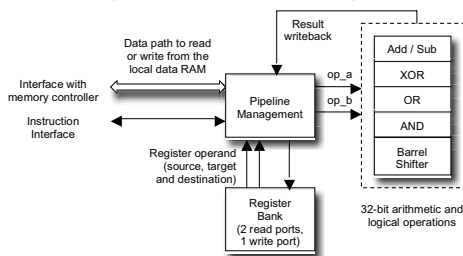 Result
writeback
Data path to read
or write from the
local data RAM
Interface with
memory controller
Instruction
Interface
Pipeline
Management
op_a
op_b
Add / Sub
XOR
OR
AND
Barrel
Shifter
Register operand
(source, target
and destination)
Register
Bank
(2 read ports,
1 write port)
32-bit arithmetic and
logical operations